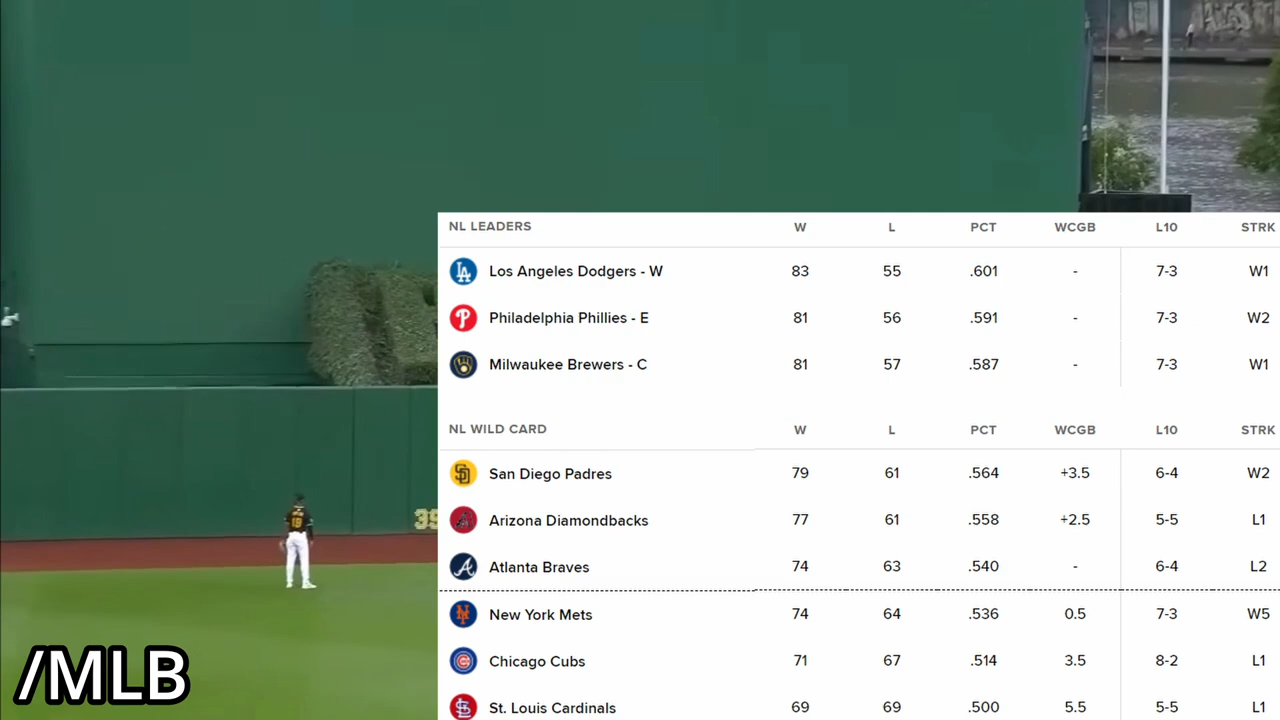 NL LEADERS W L PCT WCGB L10 STRK
Los Angeles Dodgers - W 83 55 .601 - 7-3 W1
Philadelphia Phillies - E 81 56 .591 - 7-3 W2
Milwaukee Brewers - C 81 57 .587 - 7-3 W1
NL WILD CARD W L PCT WCGB L10 STRK
San Diego Padres 79 61 .564 +3.5 6-4 W2
Arizona Diamondbacks 77 61 .558 +2.5 5-5 L1
Atlanta Braves 74 63 .540 - 6-4 L2
New York Mets 74 64 .536 0.5 7-3 W5
Chicago Cubs 71 67 .514 3.5 8-2 L1
St. Louis Cardinals 69 69 .500 5.5 5-5 L1
19
/MLB